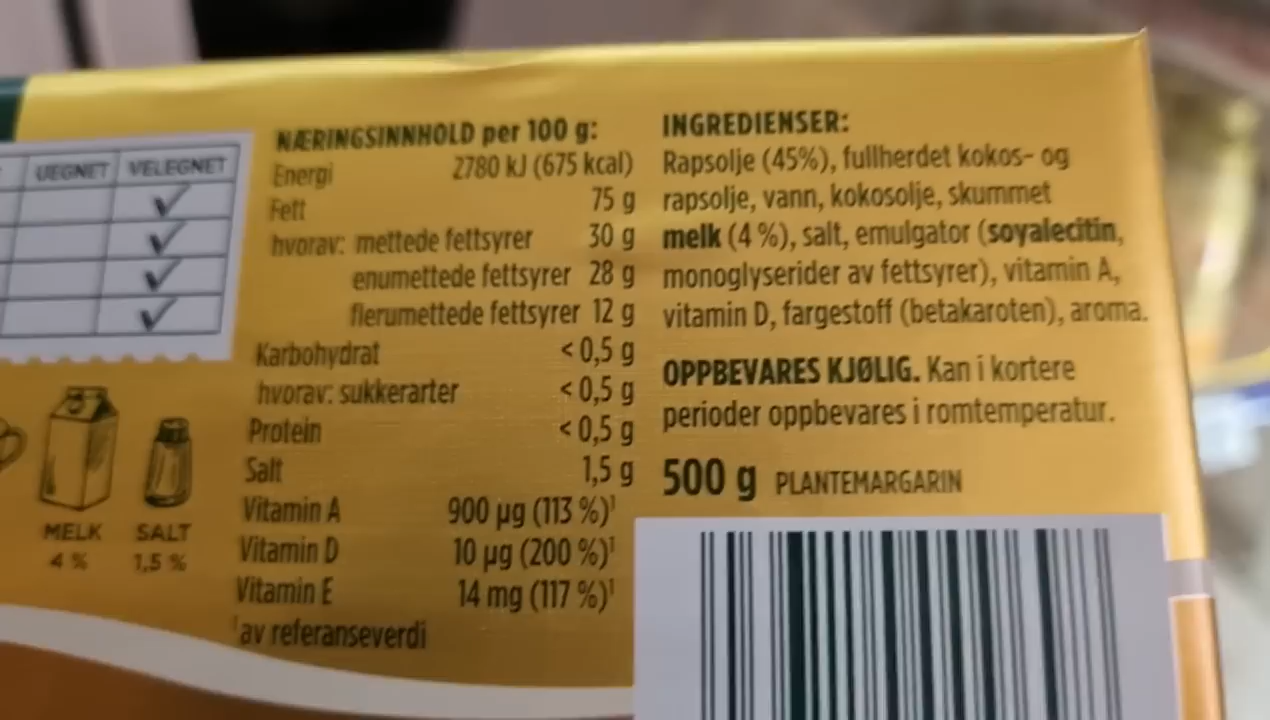 UEGNET VELEGNET
MELK SALT
4 % 1,5 %
NÆRINGSINNHOLD per 100 g:
Energi 2780 kJ (675 kcal)
Fett 75 g
hvorav: mettede fettsyrer 30 g
enumettede fettsyrer 28 g
flerumettede fettsyrer 12 g
Karbohydrat < 0,5 g
hvorav: sukkerarter < 0,5 g
Protein < 0,5 g
Salt 1,5 g
Vitamin A 900 µg (113 %)¹
Vitamin D 10 µg (200 %)¹
Vitamin E 14 mg (117 %)¹
¹av referanseverdi
INGREDIENSER:
Rapsolje (45%), fullherdet kokos- og
rapsolje, vann, kokosolje, skummet
melk (4 %), salt, emulgator (soyalecitin,
monoglyserider av fettsyrer), vitamin A,
vitamin D, fargestoff (betakaroten), aroma.
OPPBEVARES KJØLIG. Kan i kortere
perioder oppbevares i romtemperatur.
500 g PLANTEMARGARIN